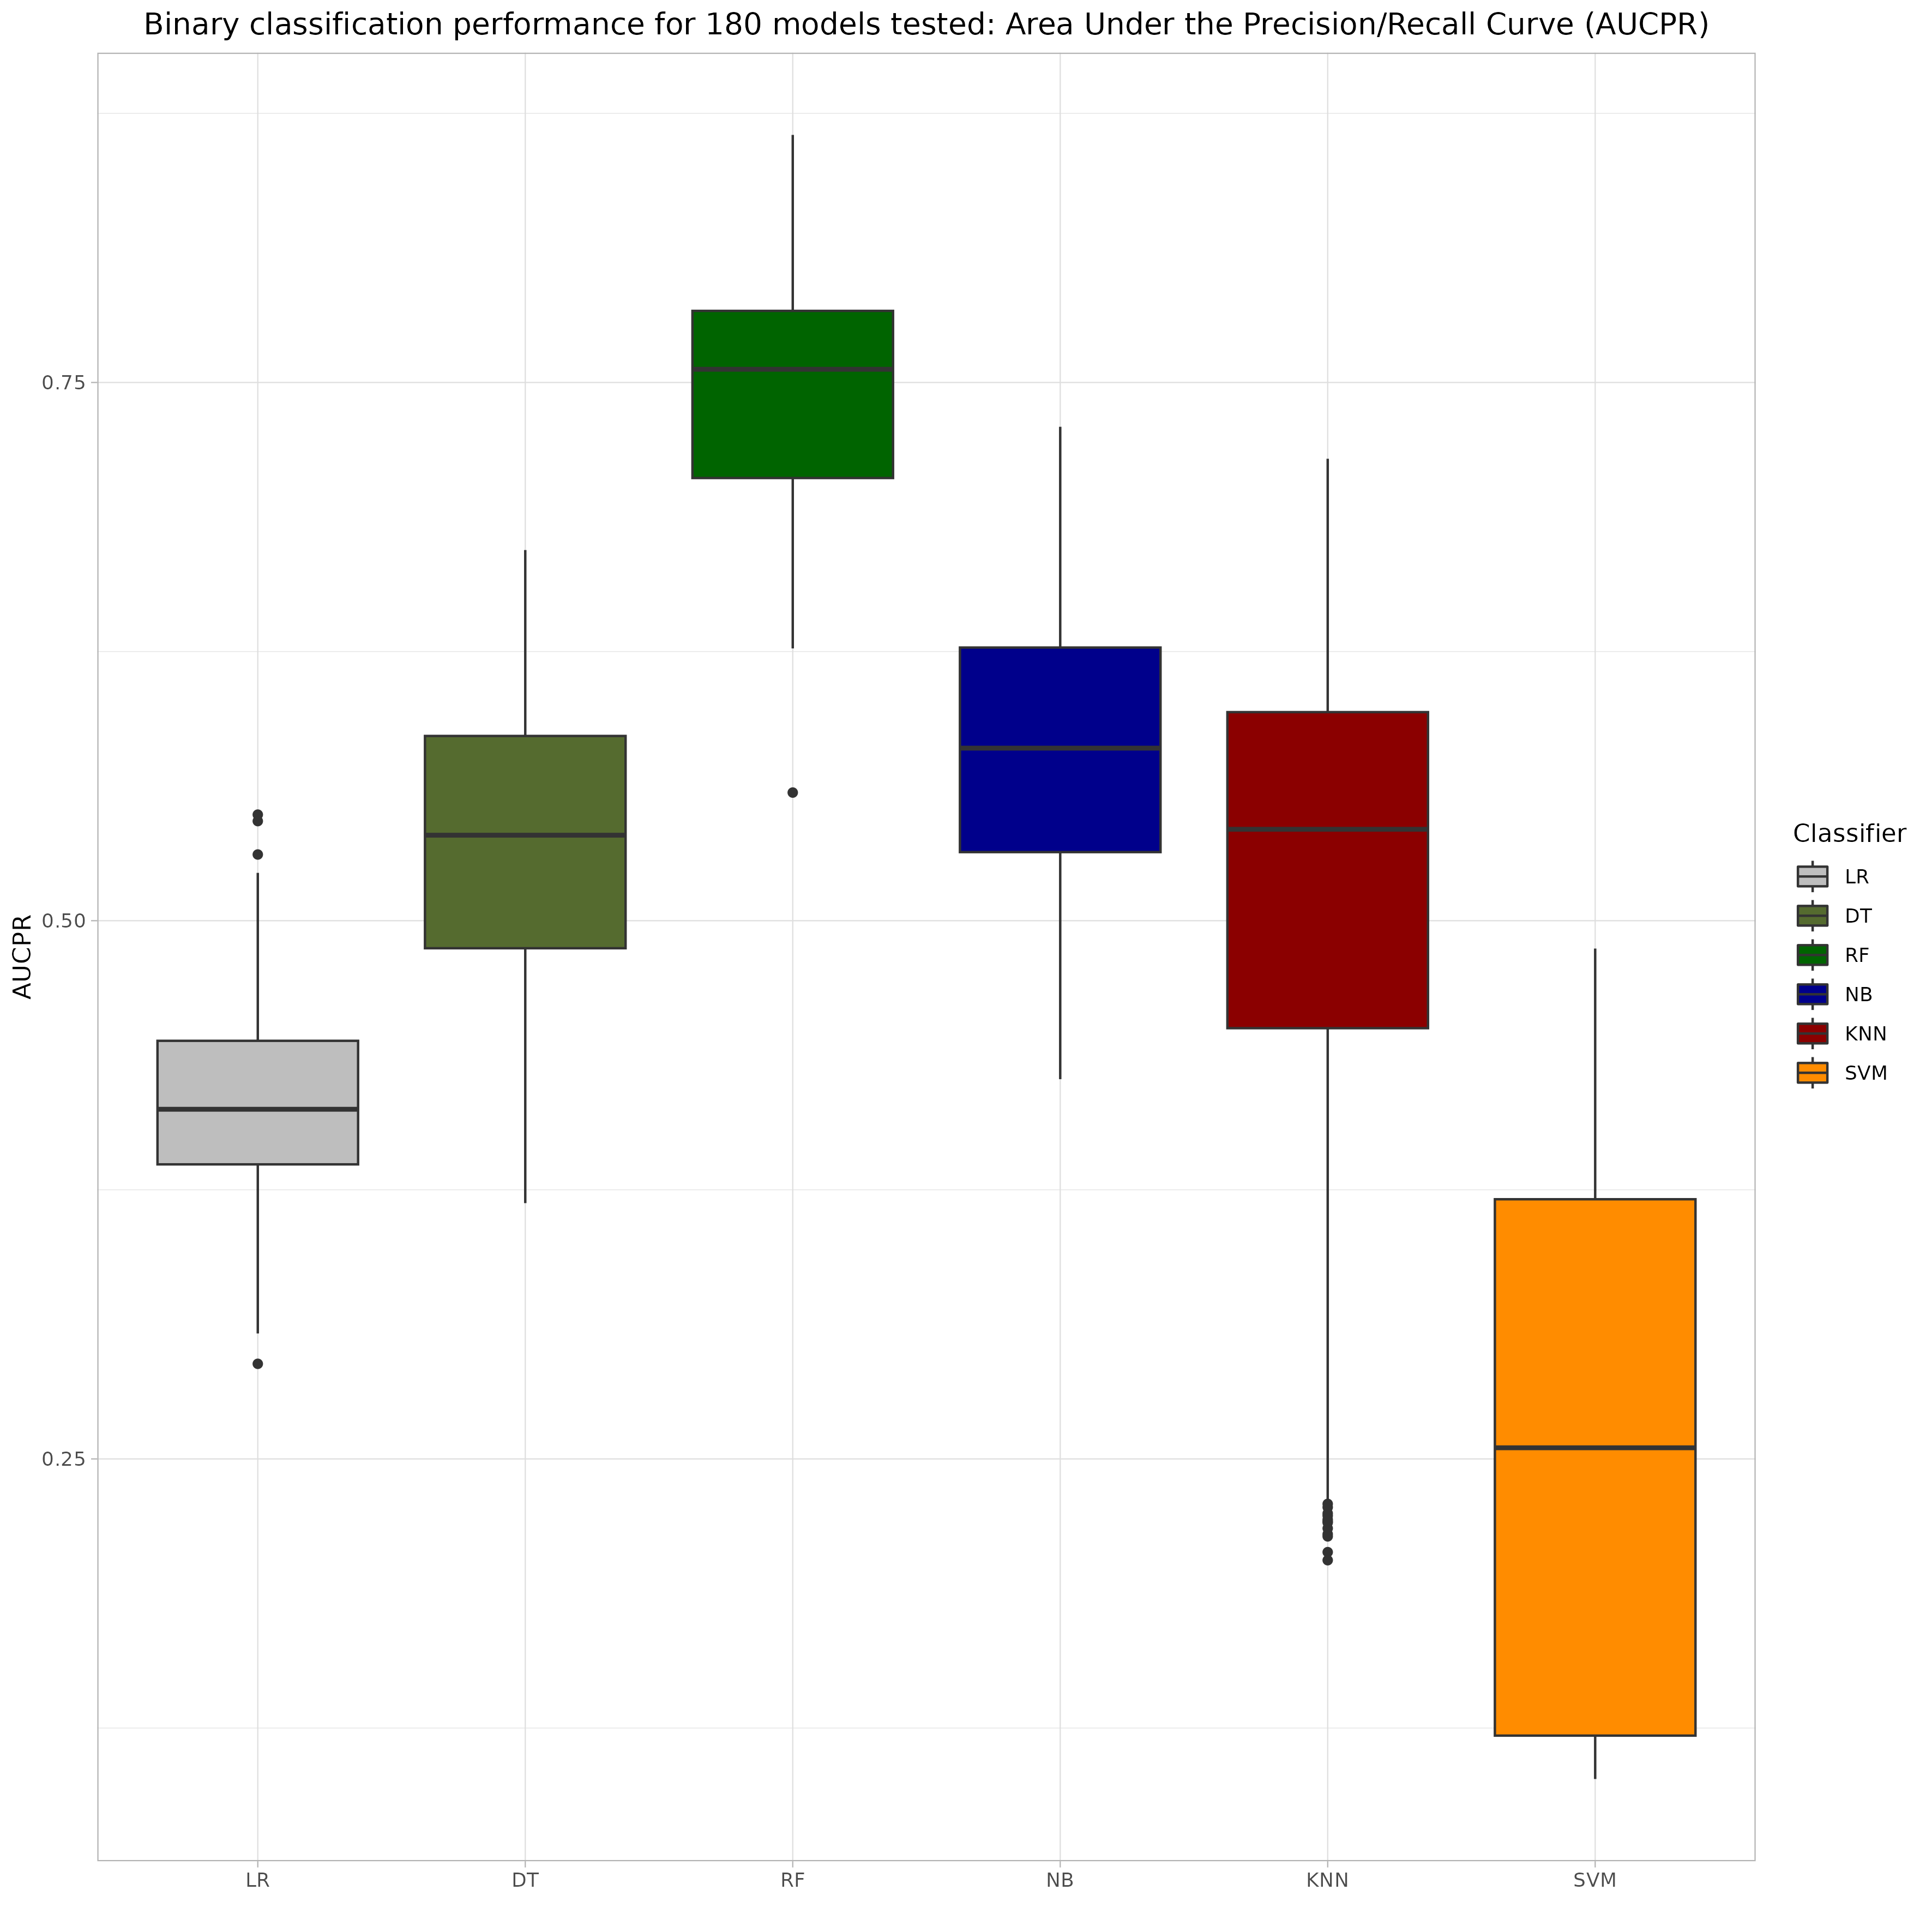 Binary classification performance for 180 models tested: Area Under the Precision/Recall Curve (AUCPR)
AUCPR
0.75
0.50
0.25
LR DT RF NB KNN SVM
Classifier
LR
DT
RF
NB
KNN
SVM